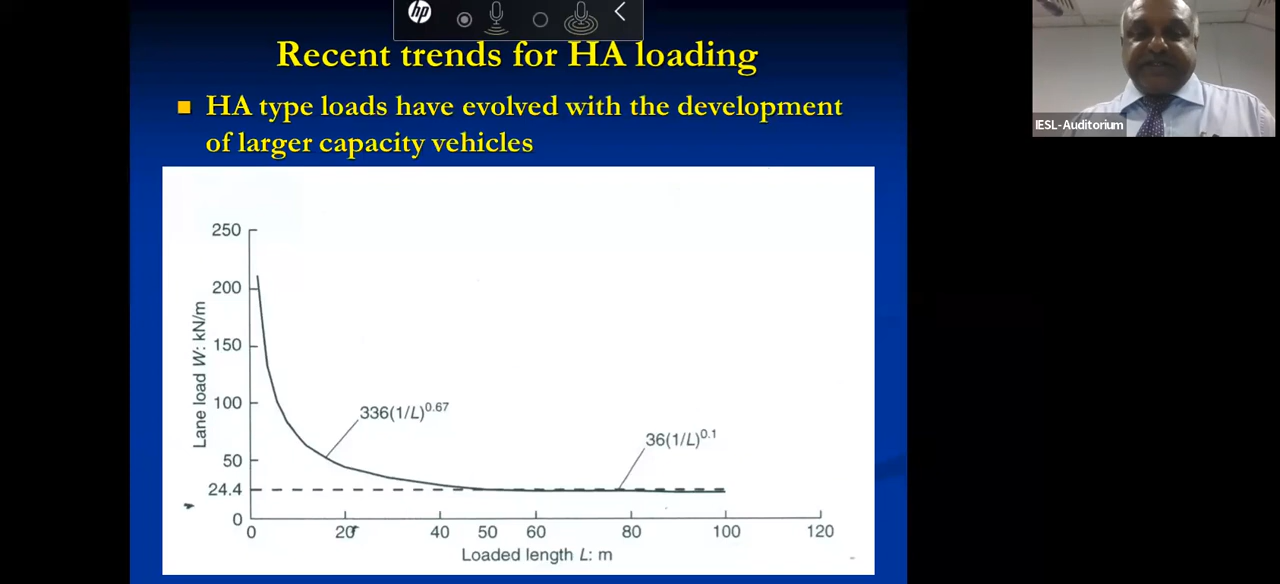 hp
Recent trends for HA loading
HA type loads have evolved with the development
of larger capacity vehicles
IESL-Auditorium
250
200
150
100
50
24.4
0
Lane load W: kN/m
336(1/L)^0.67
36(1/L)^0.1
0 20 40 50 60 80 100 120
Loaded length L: m